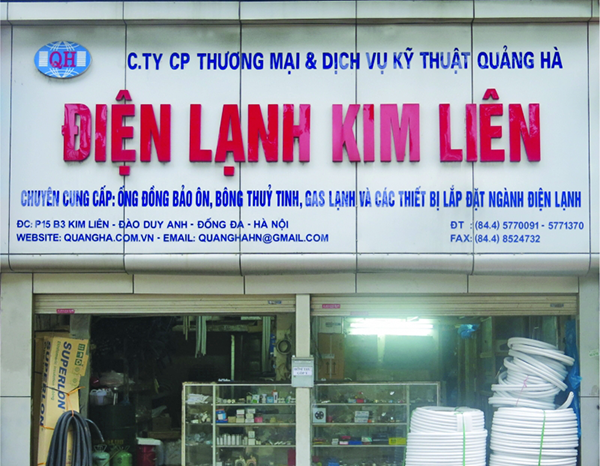 QH
C.TY CP THƯƠNG MẠI & DỊCH VỤ KỸ THUẬT QUẢNG HÀ
ĐIỆN LẠNH KIM LIÊN
CHUYÊN CUNG CẤP: ỐNG ĐỒNG BẢO ÔN, BÔNG THUỶ TINH, GAS LẠNH VÀ CÁC THIẾT BỊ LẮP ĐẶT NGÀNH ĐIỆN LẠNH
ĐC: P15 B3 KIM LIÊN - ĐÀO DUY ANH - ĐỐNG ĐA - HÀ NỘI
ĐT : (84.4) 5770091 - 5771370
WEBSITE: QUANGHA.COM.VN - EMAIL: QUANGHAHN@GMAIL.COM
FAX: (84.4) 8524732
SUPERLON
SUPERLON